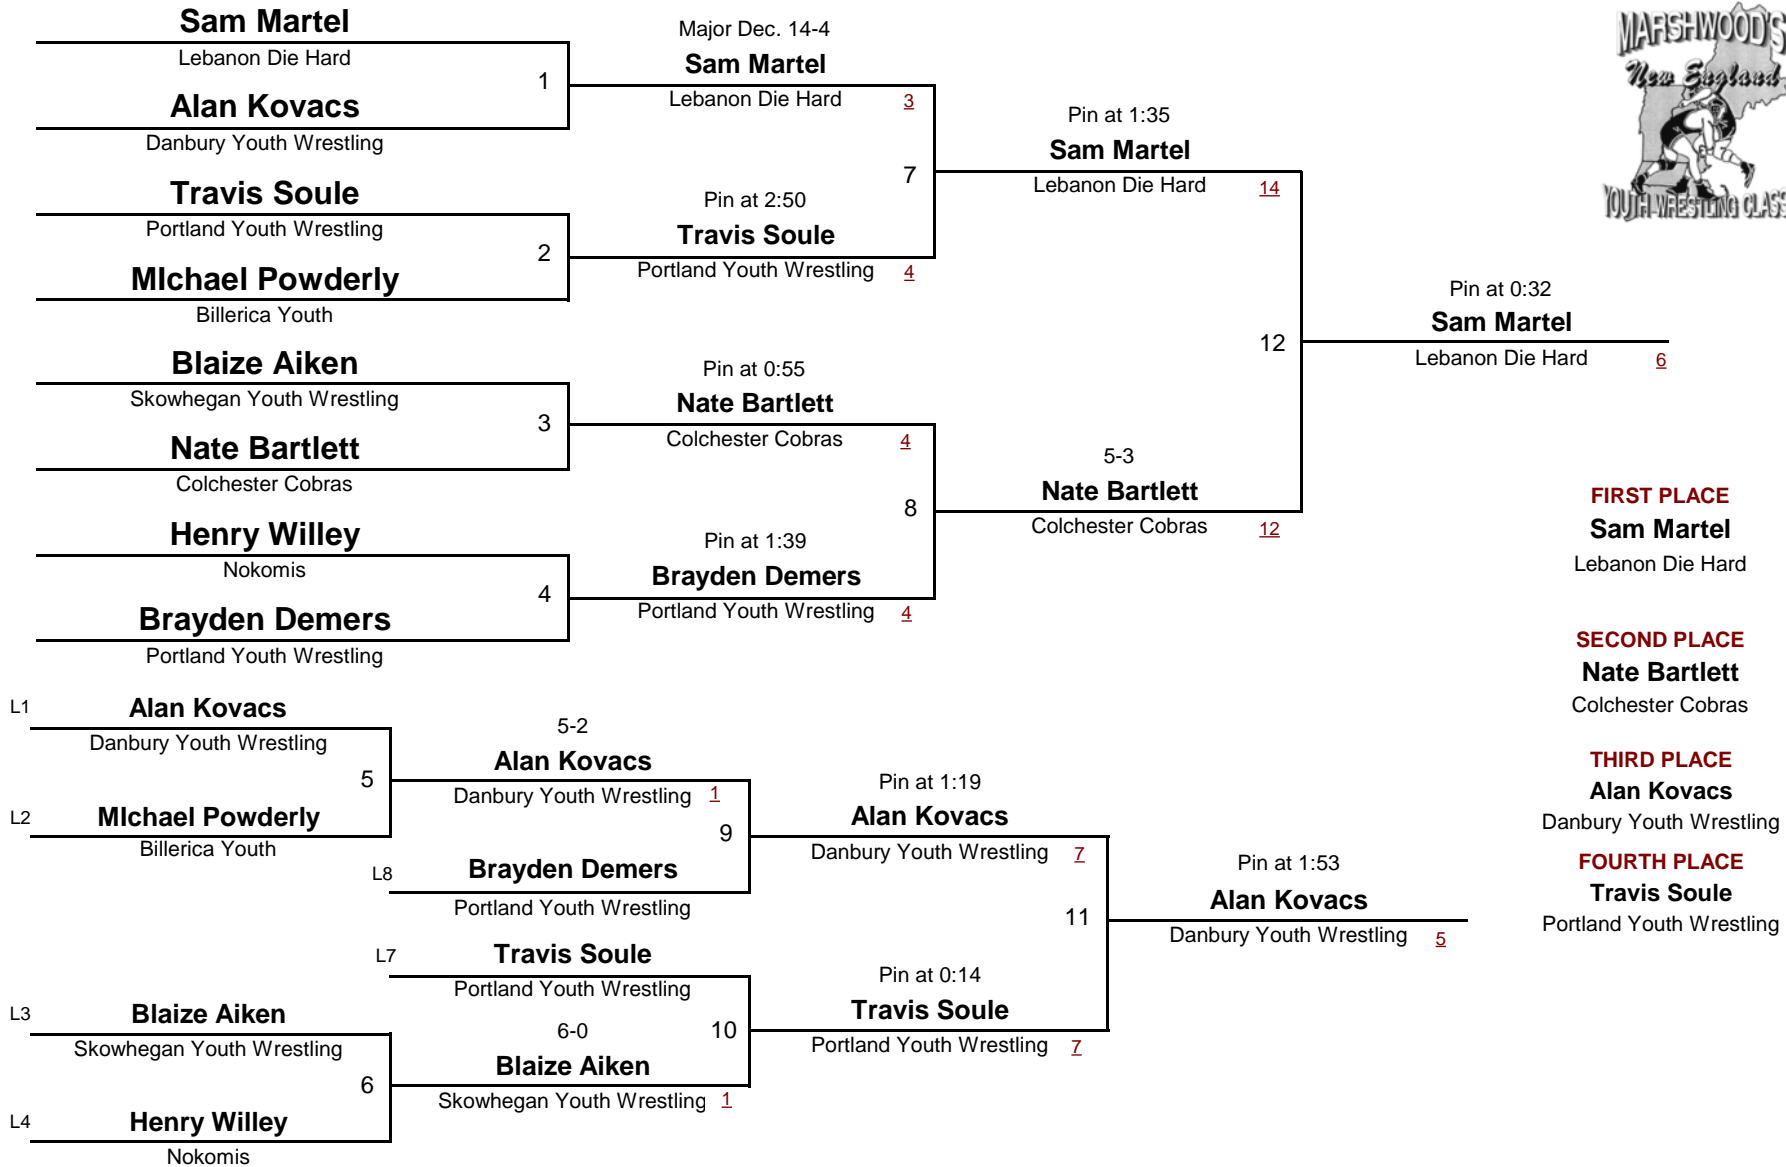 Sam Martel
Lebanon Die Hard
1
Alan Kovacs
Danbury Youth Wrestling
Travis Soule
Portland Youth Wrestling
2
MIchael Powderly
Billerica Youth
Blaize Aiken
Skowhegan Youth Wrestling
3
Nate Bartlett
Colchester Cobras
Henry Willey
Nokomis
4
Brayden Demers
Portland Youth Wrestling
Major Dec. 14-4
Sam Martel
Lebanon Die Hard 3
7
Pin at 2:50
Travis Soule
Portland Youth Wrestling 4
Pin at 0:55
Nate Bartlett
Colchester Cobras 4
8
Pin at 1:39
Brayden Demers
Portland Youth Wrestling 4
Pin at 1:35
Sam Martel
Lebanon Die Hard 14
12
5-3
Nate Bartlett
Colchester Cobras 12
Pin at 0:32
Sam Martel
Lebanon Die Hard 6
MARSHWOOD'S
New England
YOUTH WRESTLING CLAS
FIRST PLACE
Sam Martel
Lebanon Die Hard
SECOND PLACE
Nate Bartlett
Colchester Cobras
THIRD PLACE
Alan Kovacs
Danbury Youth Wrestling
FOURTH PLACE
Travis Soule
Portland Youth Wrestling
L1 Alan Kovacs
Danbury Youth Wrestling
5
L2 MIchael Powderly
Billerica Youth
5-2
Alan Kovacs
Danbury Youth Wrestling 1
9
L8 Brayden Demers
Portland Youth Wrestling
L7 Travis Soule
Portland Youth Wrestling
10
6-0
Blaize Aiken
Skowhegan Youth Wrestling 1
L3 Blaize Aiken
Skowhegan Youth Wrestling
6
L4 Henry Willey
Nokomis
Pin at 1:19
Alan Kovacs
Danbury Youth Wrestling 7
11
Pin at 0:14
Travis Soule
Portland Youth Wrestling 7
Pin at 1:53
Alan Kovacs
Danbury Youth Wrestling 5